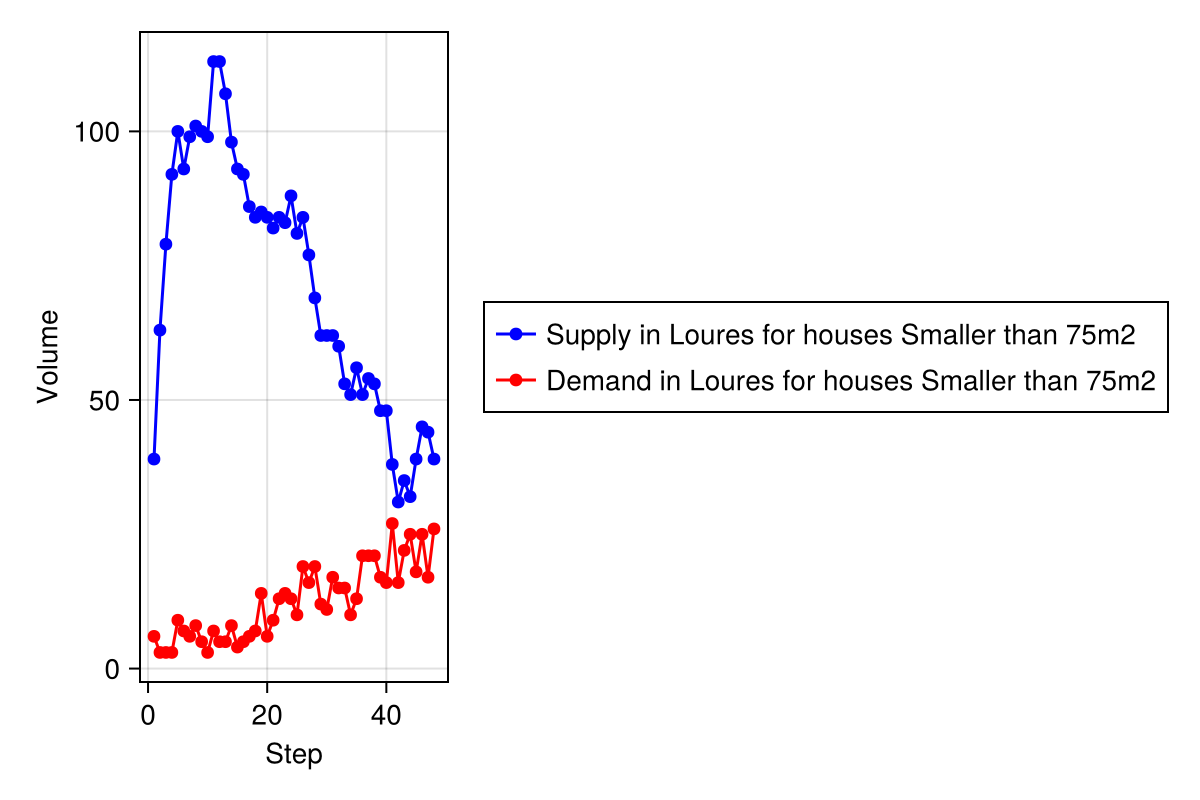 100
50
0
Volume
0 20 40
Step
Supply in Loures for houses Smaller than 75m2
Demand in Loures for houses Smaller than 75m2